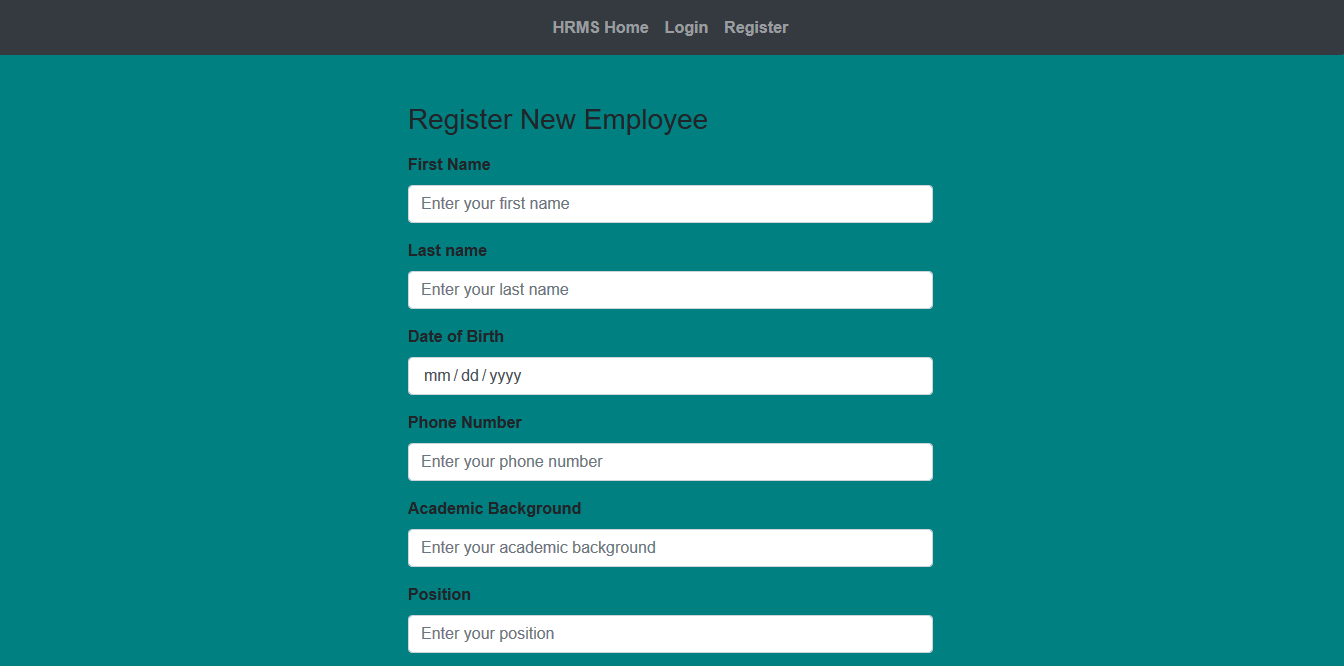 HRMS Home Login Register
Register New Employee
First Name
Enter your first name
Last name
Enter your last name
Date of Birth
mm/dd/yyyy
Phone Number
Enter your phone number
Academic Background
Enter your academic background
Position
Enter your position